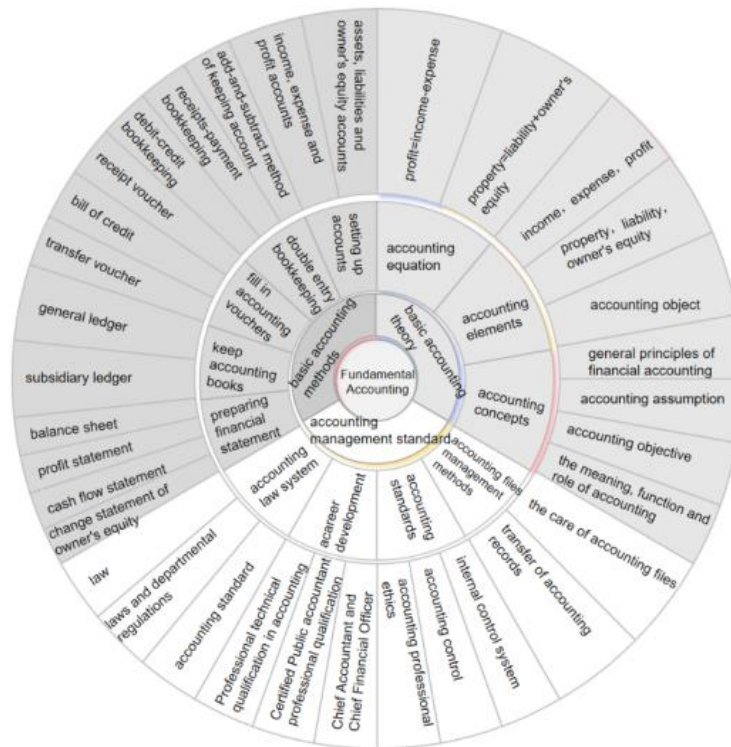 Fundamental
Accounting
basic accounting
theory
accounting
equation
profit=income-expense
property=liability+owner's
equity
accounting
elements
income, expense, profit
property, liability,
owner's equity
accounting
concepts
accounting object
general principles of
financial accounting
accounting assumption
accounting objective
the meaning, function and
role of accounting
accounting
management standard
accounting files
management
methods
the care of accounting files
transfer of accounting
records
accounting
standards
internal control system
accounting control
accounting professional
ethics
acareer
development
Chief Accountant and
Chief Financial Officer
Certified Public accountant
professional qualification
Professional technical
qualification in accounting
accounting
law system
accounting standard
laws and departmental
regulations
law
basic accounting
methods
preparing
financial
statement
change statement of
owner's equity
cash flow statement
profit statement
balance sheet
keep
accounting
books
subsidiary ledger
general ledger
fill in
accounting
vouchers
transfer voucher
bill of credit
receipt voucher
double entry
bookkeeping
debit-credit
bookkeeping
receipts-payment
bookkeeping
add-and-subtract method
of keeping account
setting up
accounts
income, expense and
profit accounts
assets, liabilities and
owner's equity accounts